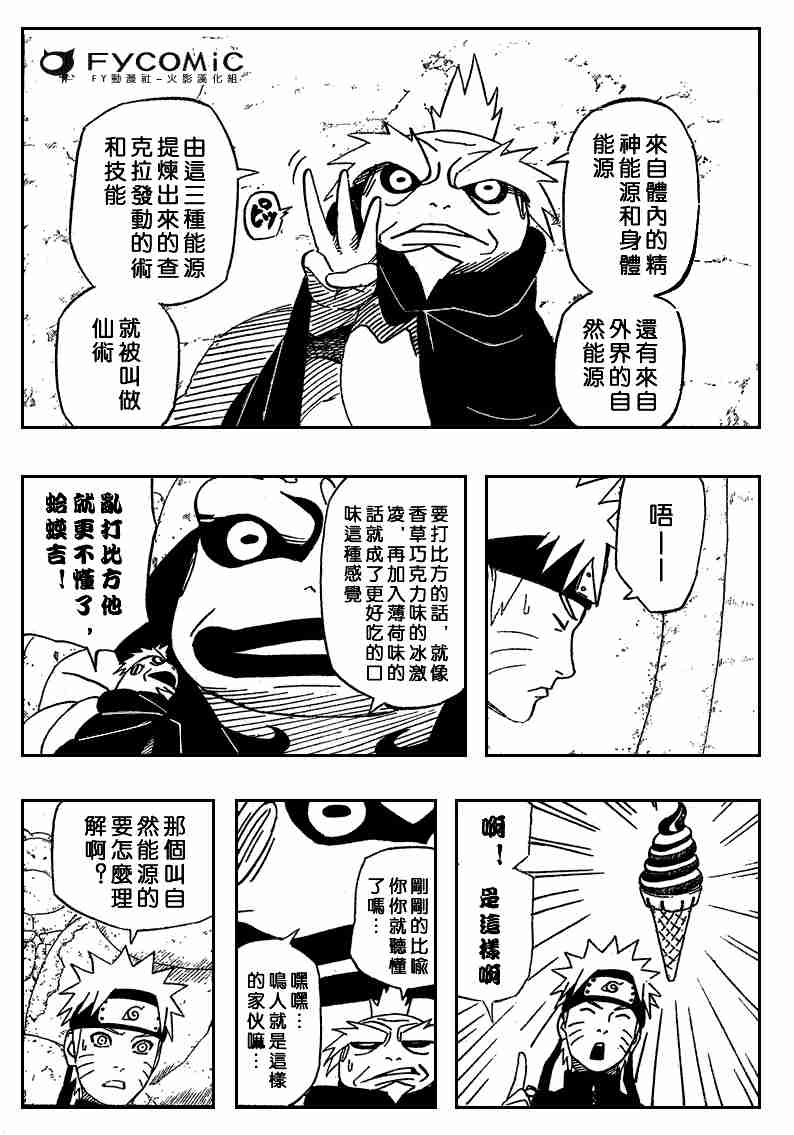 FYCOMiC
FY動漫社-火影漢化組
來自體內的精
神能源和身體
能源
還有來自
外界的自
然能源
由這三種能源
提煉出來的查
克拉發動的術
和技能
就被叫做
仙術
唔——
要打比方的話，就像
香草巧克力味的冰激
凌，再加入薄荷味的
話就成了更好吃的口
味這種感覺
亂打比方他
就更不懂了，
蛤蟆吉！
啊！是這樣啊
剛剛的比喻
你你就聽懂
了嗎…
嘿嘿…
鳴人就是這樣
的家伙嘛…
那個叫自
然能源的
要怎麼理
解啊？